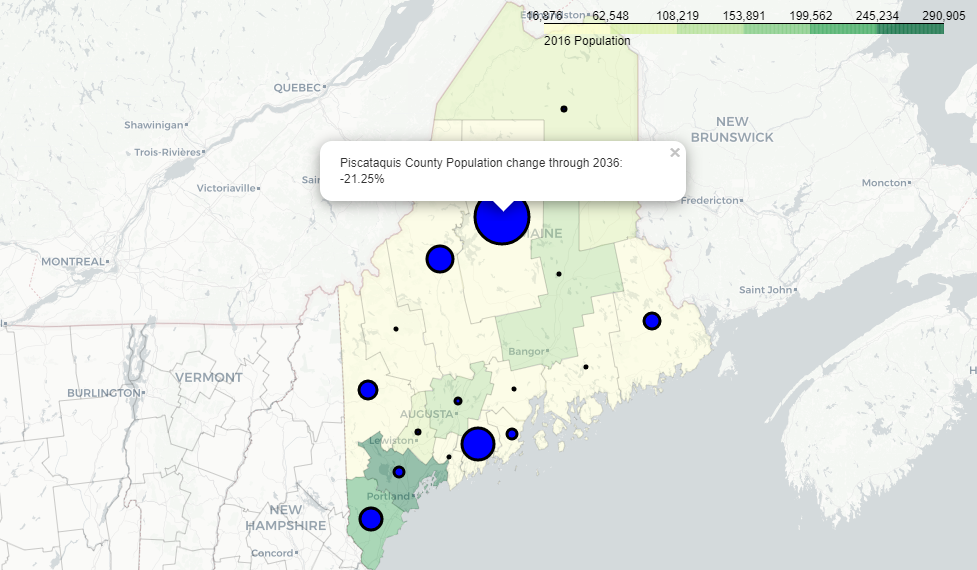 16,876 62,548 108,219 153,891 199,562 245,234 290,905
2016 Population
QUEBEC
Shawinigan
Trois-Rivières
NEW
BRUNSWICK
Piscataquis County Population change through 2036:
-21.25%
×
Victoriaville
Sain
Moncton
Fredericton
AINE
MONTREAL
Saint John
Bangor
VERMONT
BURLINGTON
H
AUGUSTA
Lewiston
Portland
NEW
HAMPSHIRE
Concord